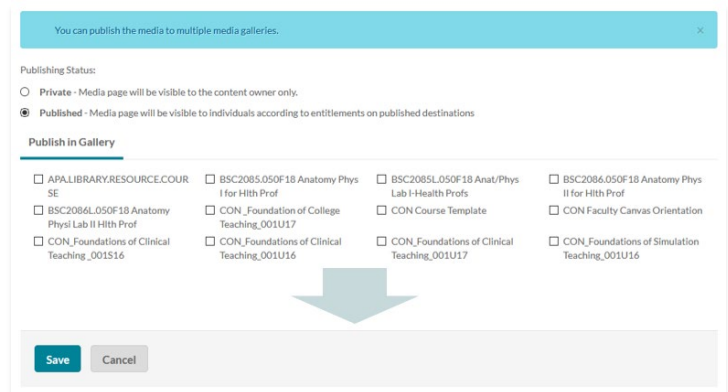 You can publish the media to multiple media galleries. ×
Publishing Status:
Private - Media page will be visible to the content owner only.
Published - Media page will be visible to individuals according to entitlements on published destinations
Publish in Gallery
APA.LIBRARY.RESOURCE.COUR
SE
BSC2085.050F18 Anatomy Phys
I for Hlth Prof
BSC2085L.050F18 Anat/Phys
Lab I-Health Profs
BSC2086.050F18 Anatomy Phys
II for Hlth Prof
BSC2086L.050F18 Anatomy
Physi Lab II Hlth Prof
CON _Foundation of College
Teaching_001U17
CON Course Template
CON Faculty Canvas Orientation
CON_Foundations of Clinical
Teaching _001S16
CON_Foundations of Clinical
Teaching_001U16
CON_Foundations of Clinical
Teaching_001U17
CON_Foundations of Simulation
Teaching_001U16
Save
Cancel